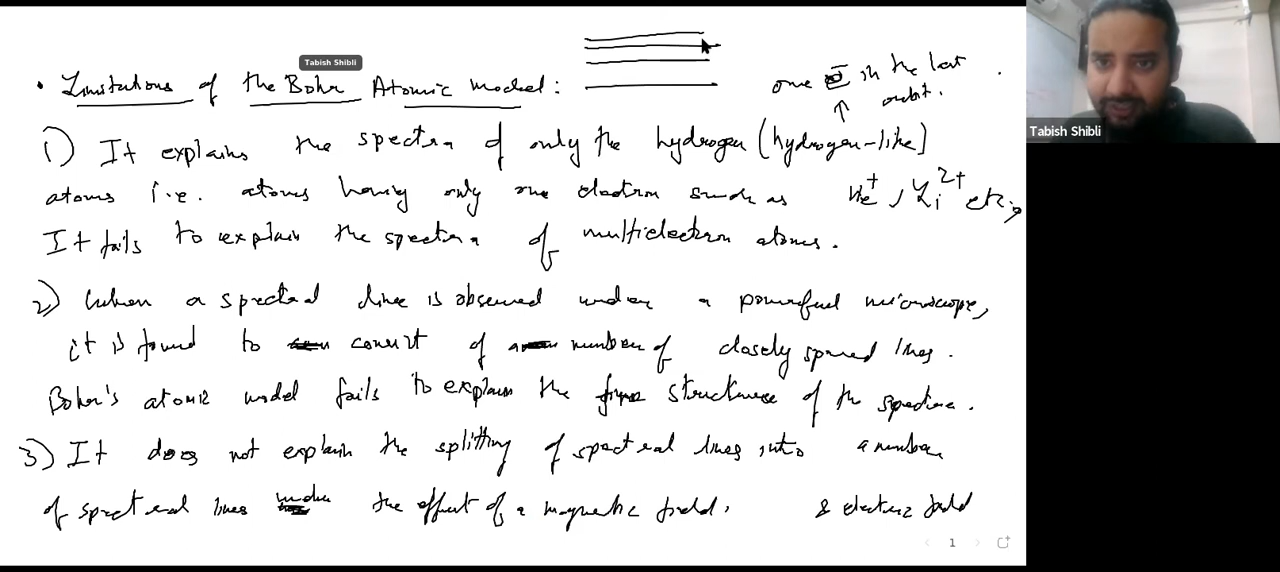 Tabish Shibli
one e⁻ in the last
orbit.
• Limitations of the Bohr Atomic model:
Tabish Shibli
1) It explains the spectra of only the hydrogen (hydrogen-like)
atoms i.e. atoms having only one electron such as He⁺, Li²⁺ etc.,
It fails to explain the spectra of multielectron atoms.
2) When a spectral line is observed under a powerful microscope,
it is found to consist of number of closely spaced lines.
Bohr's atomic model fails to explain the fine structure of the spectra.
3) It does not explain the splitting of spectral lines into a number
of spectral lines under the effect of a magnetic field. & electric field
1